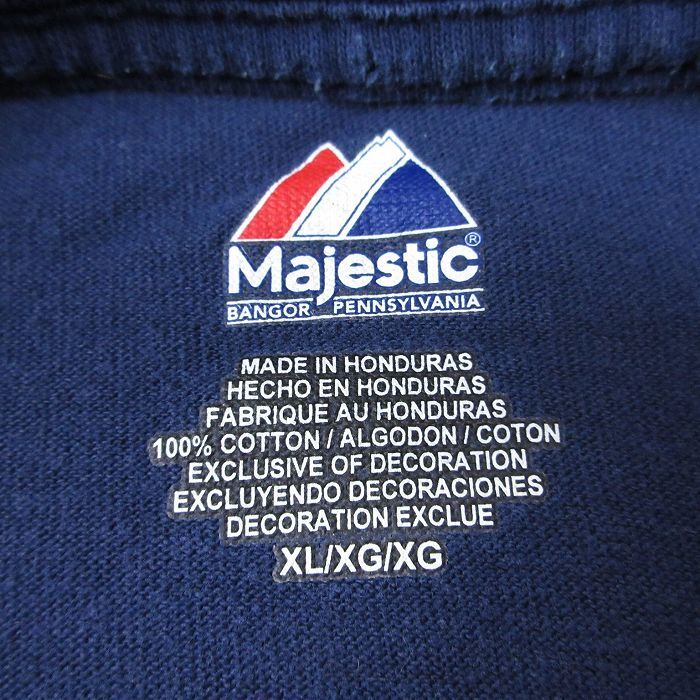 Majestic®
BANGOR PENNSYLVANIA
MADE IN HONDURAS
HECHO EN HONDURAS
FABRIQUE AU HONDURAS
100% COTTON / ALGODON / COTON
EXCLUSIVE OF DECORATION
EXCLUYENDO DECORACIONES
DECORATION EXCLUE
XL/XG/XG